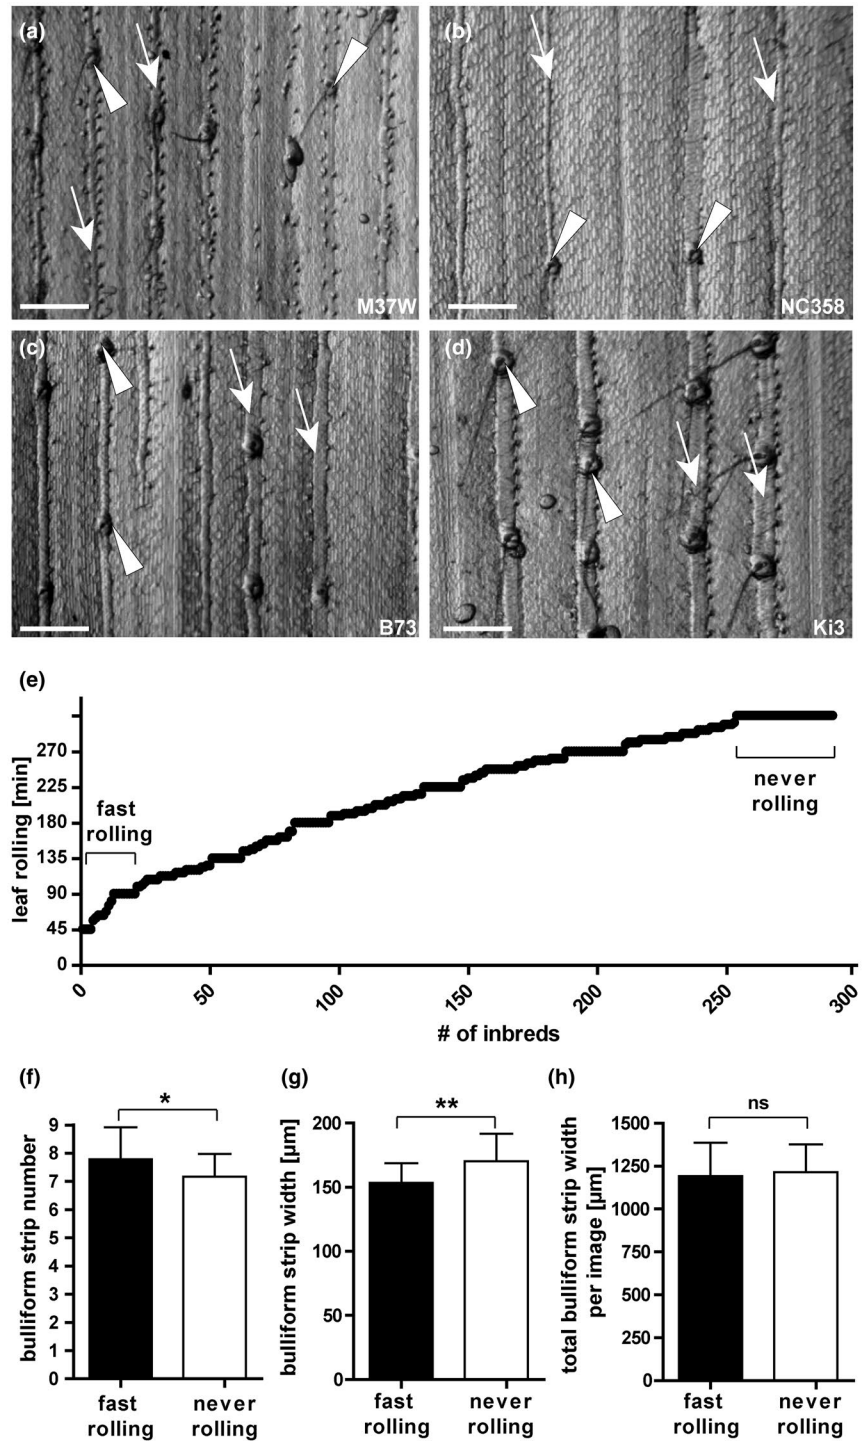 (a)
M37W
(b)
NC358
(c)
B73
(d)
Ki3
(e)
leaf rolling [min]
270
225
180
135
90
45
0
fast
rolling
never
rolling
0
50
100
150
200
250
300
# of inbreds
(f)
bulliform strip number
9
8
7
6
5
4
3
2
1
0
*
fast
rolling
never
rolling
(g)
bulliform strip width [µm]
200
150
100
50
0
**
fast
rolling
never
rolling
(h)
total bulliform strip width
per image [µm]
1500
1250
1000
750
500
250
0
ns
fast
rolling
never
rolling